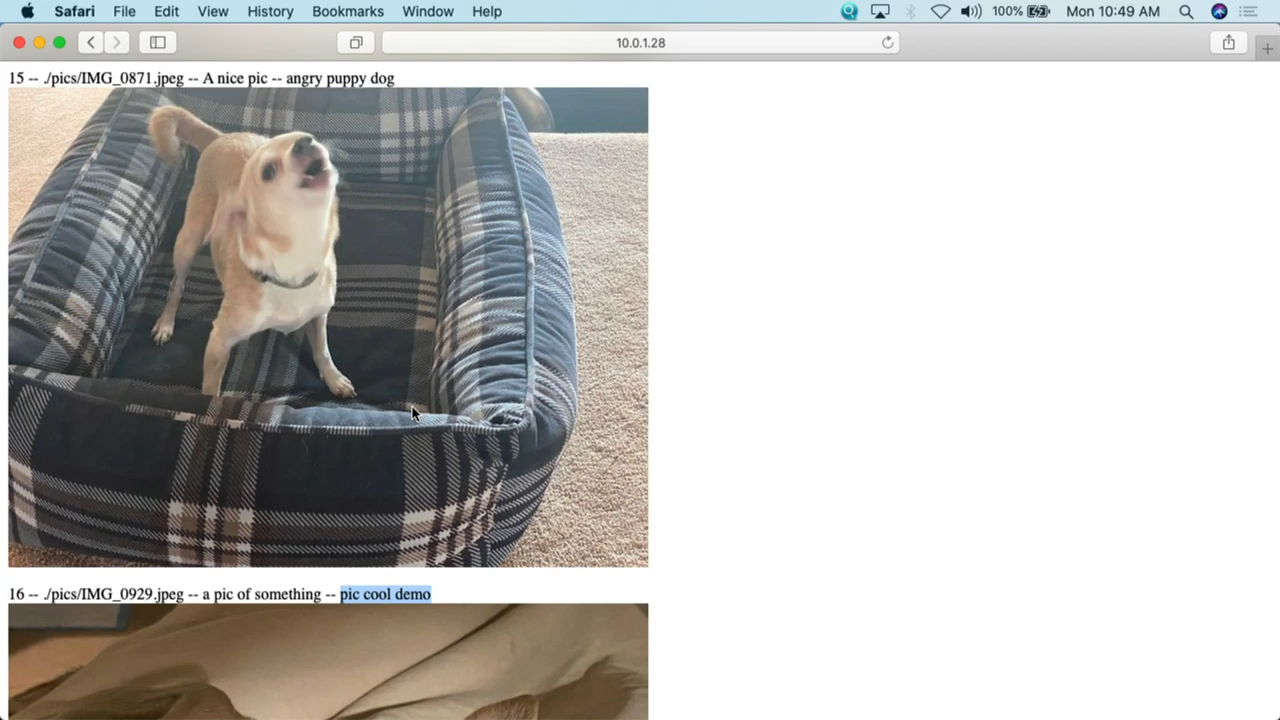 Safari File Edit View History Bookmarks Window Help 100% Mon 10:49 AM
10.0.1.28
15 -- ./pics/IMG_0871.jpeg -- A nice pic -- angry puppy dog
16 -- ./pics/IMG_0929.jpeg -- a pic of something -- pic cool demo